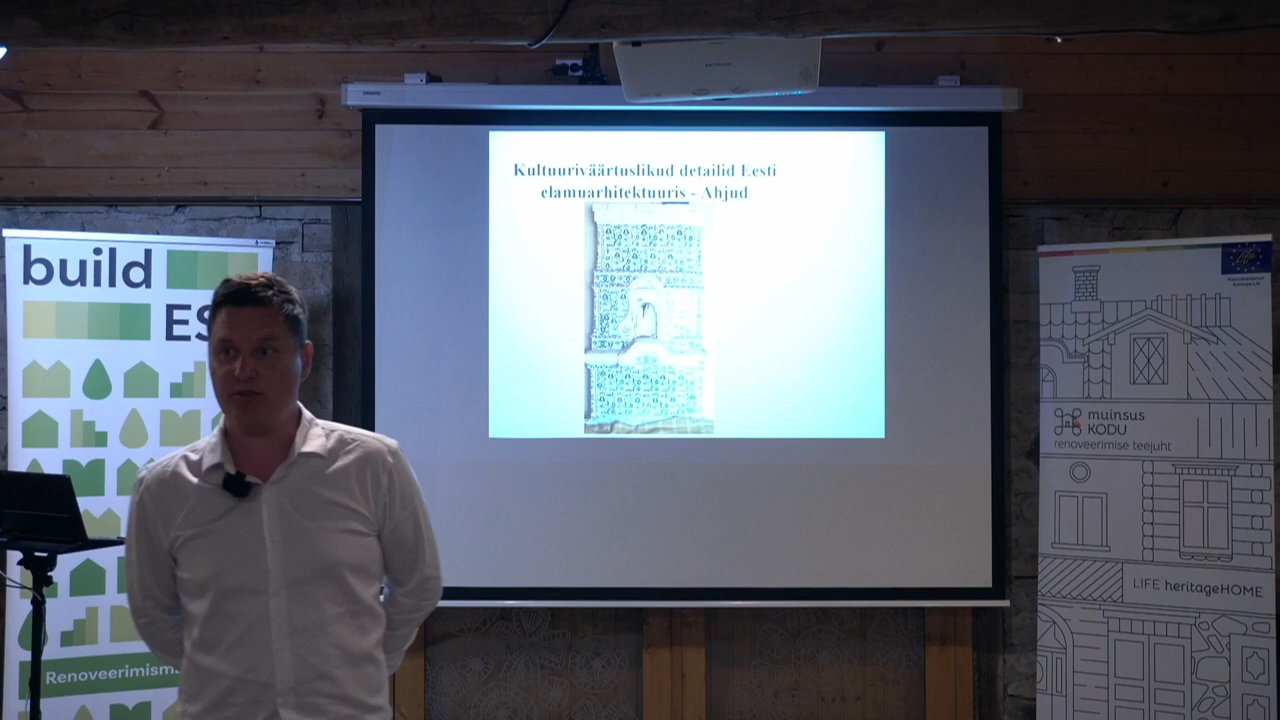 Kultuuriväärtuslikud detailid Eesti
elamuarhitektuuris - Ahjud
build
ES
Renoveerimism
muinsus
KODU
renoveerimise teejuht
LIFE heritageHOME